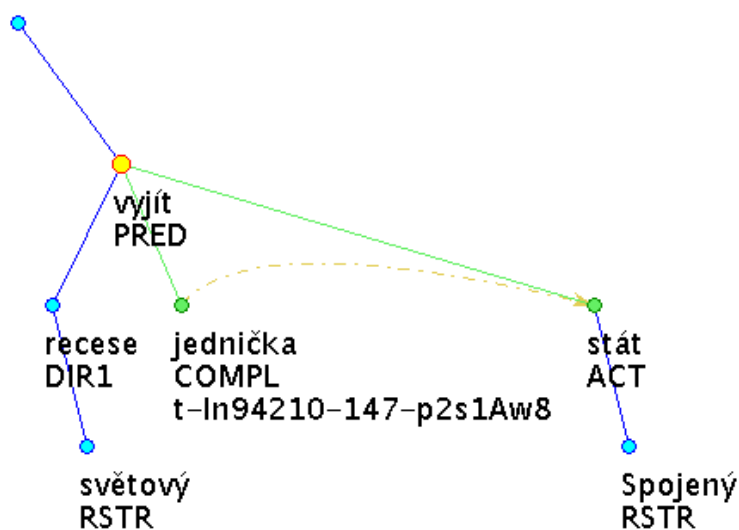 vyjít
PRED
recese
DIR1
jednička
COMPL
t-ln94210-147-p2s1Aw8
stát
ACT
světový
RSTR
Spojený
RSTR